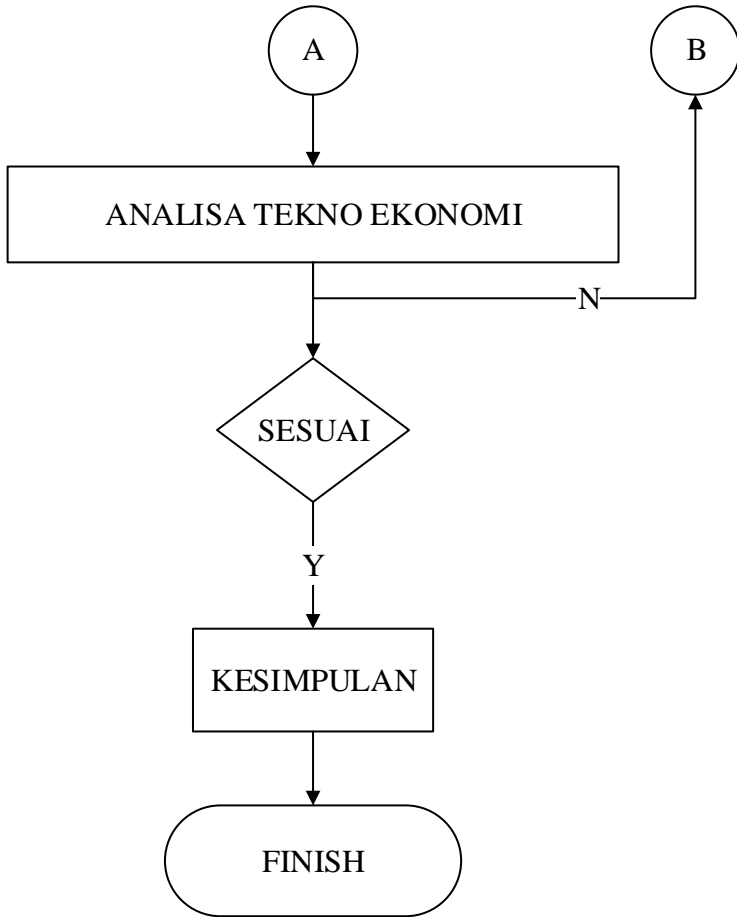 A
B
ANALISA TEKNO EKONOMI
N
SESUAI
Y
KESIMPULAN
FINISH